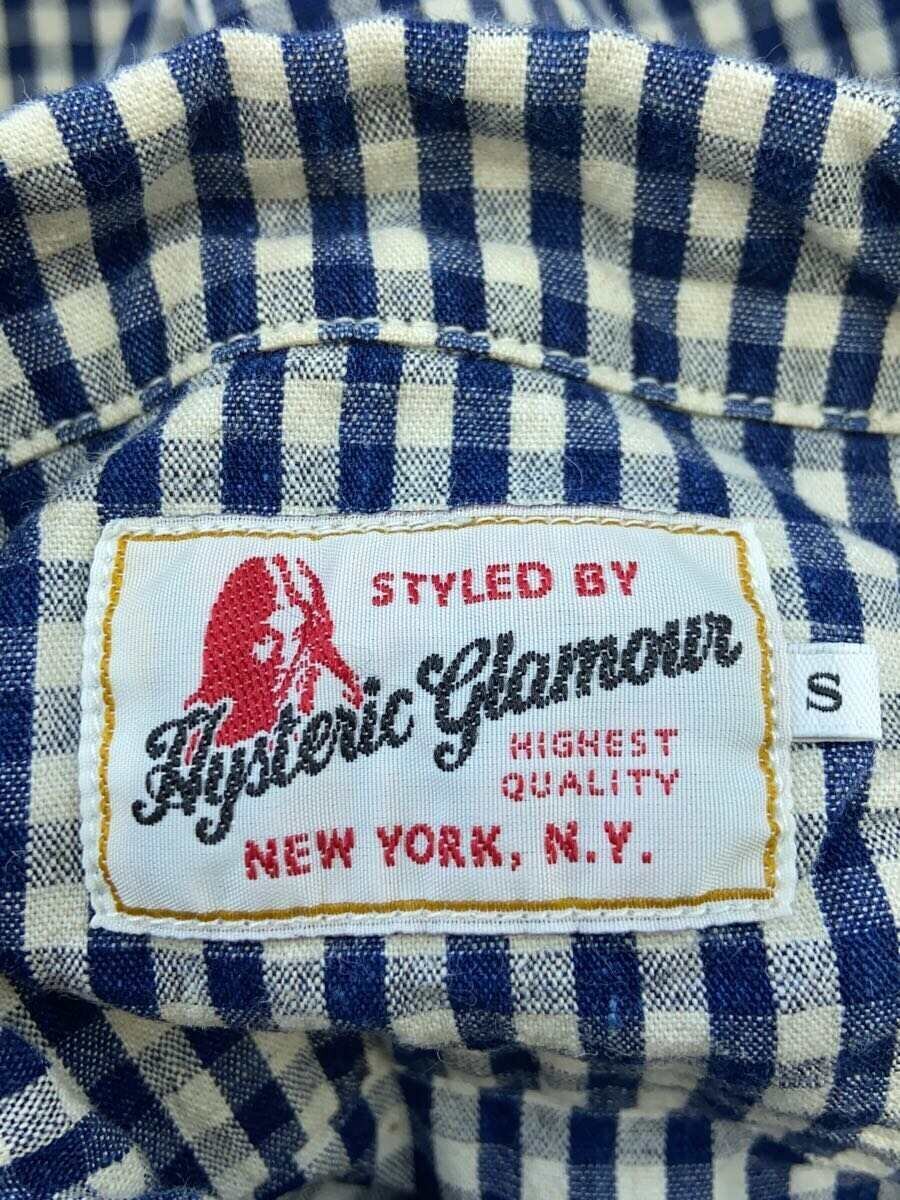 STYLED BY
Hysteric Glamour
HIGHEST
QUALITY
NEW YORK, N.Y.
S